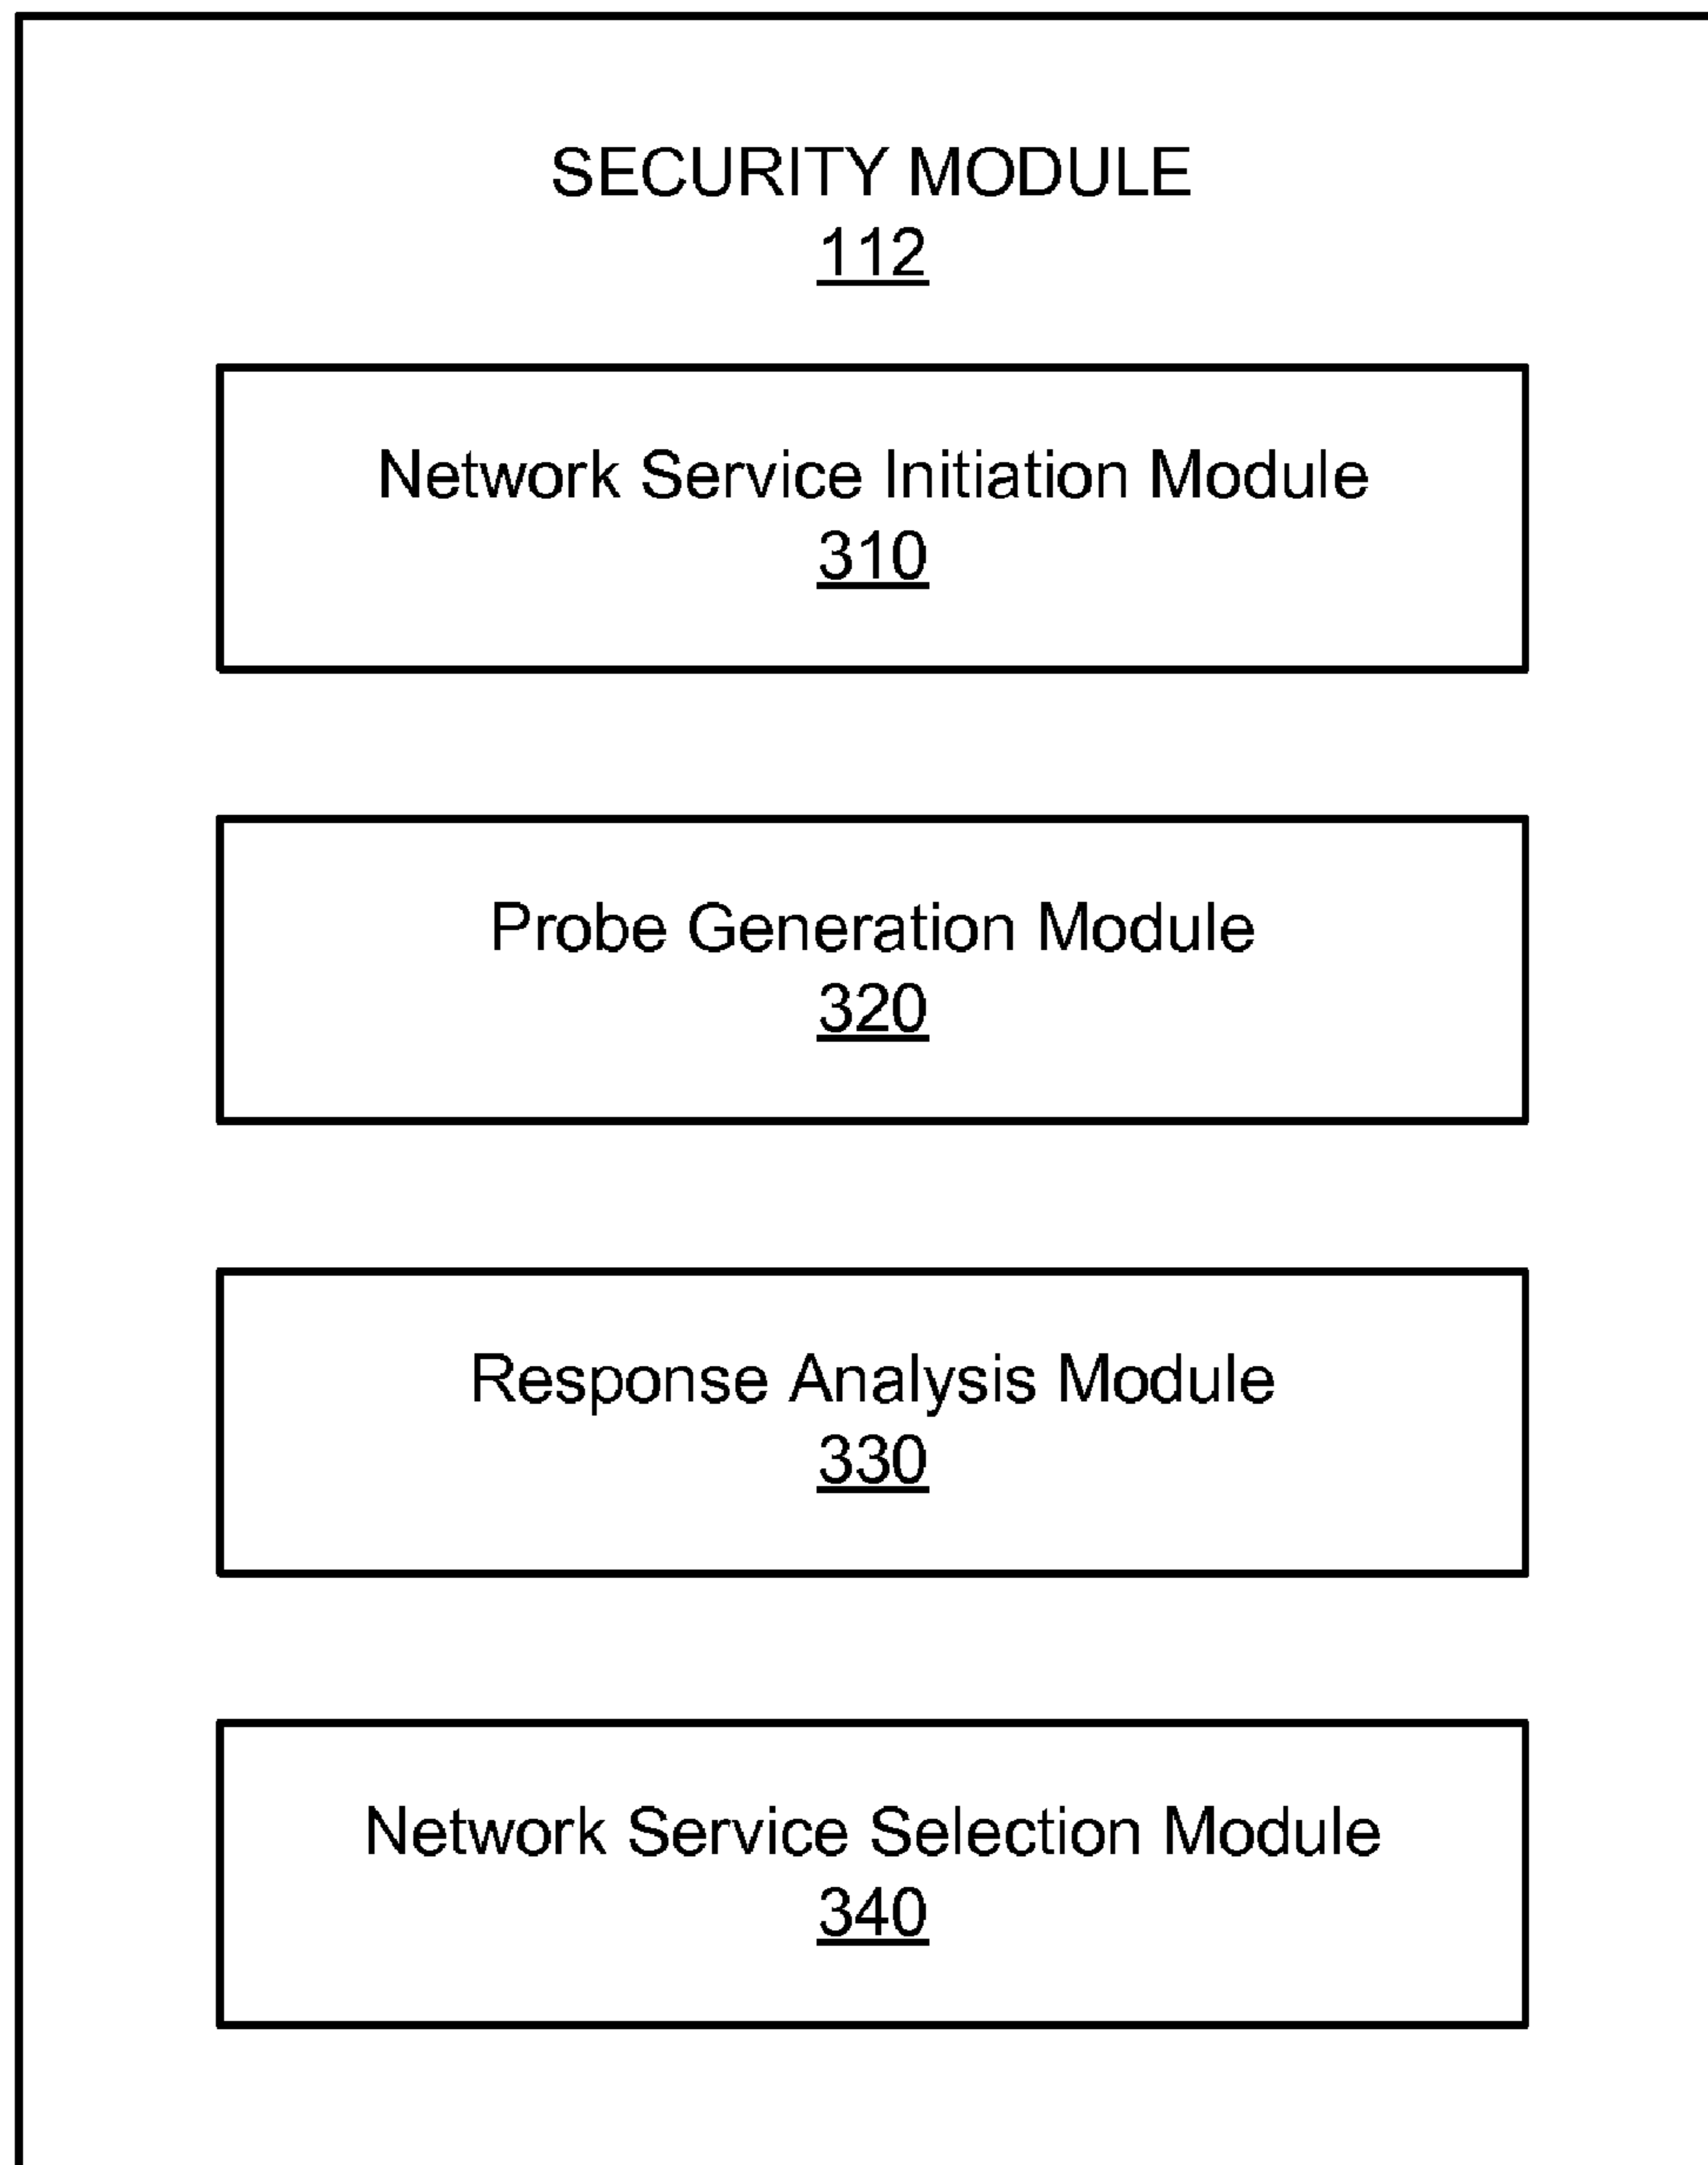 SECURITY MODULE
112
Network Service Initiation Module
310
Probe Generation Module
320
Response Analysis Module
330
Network Service Selection Module
340